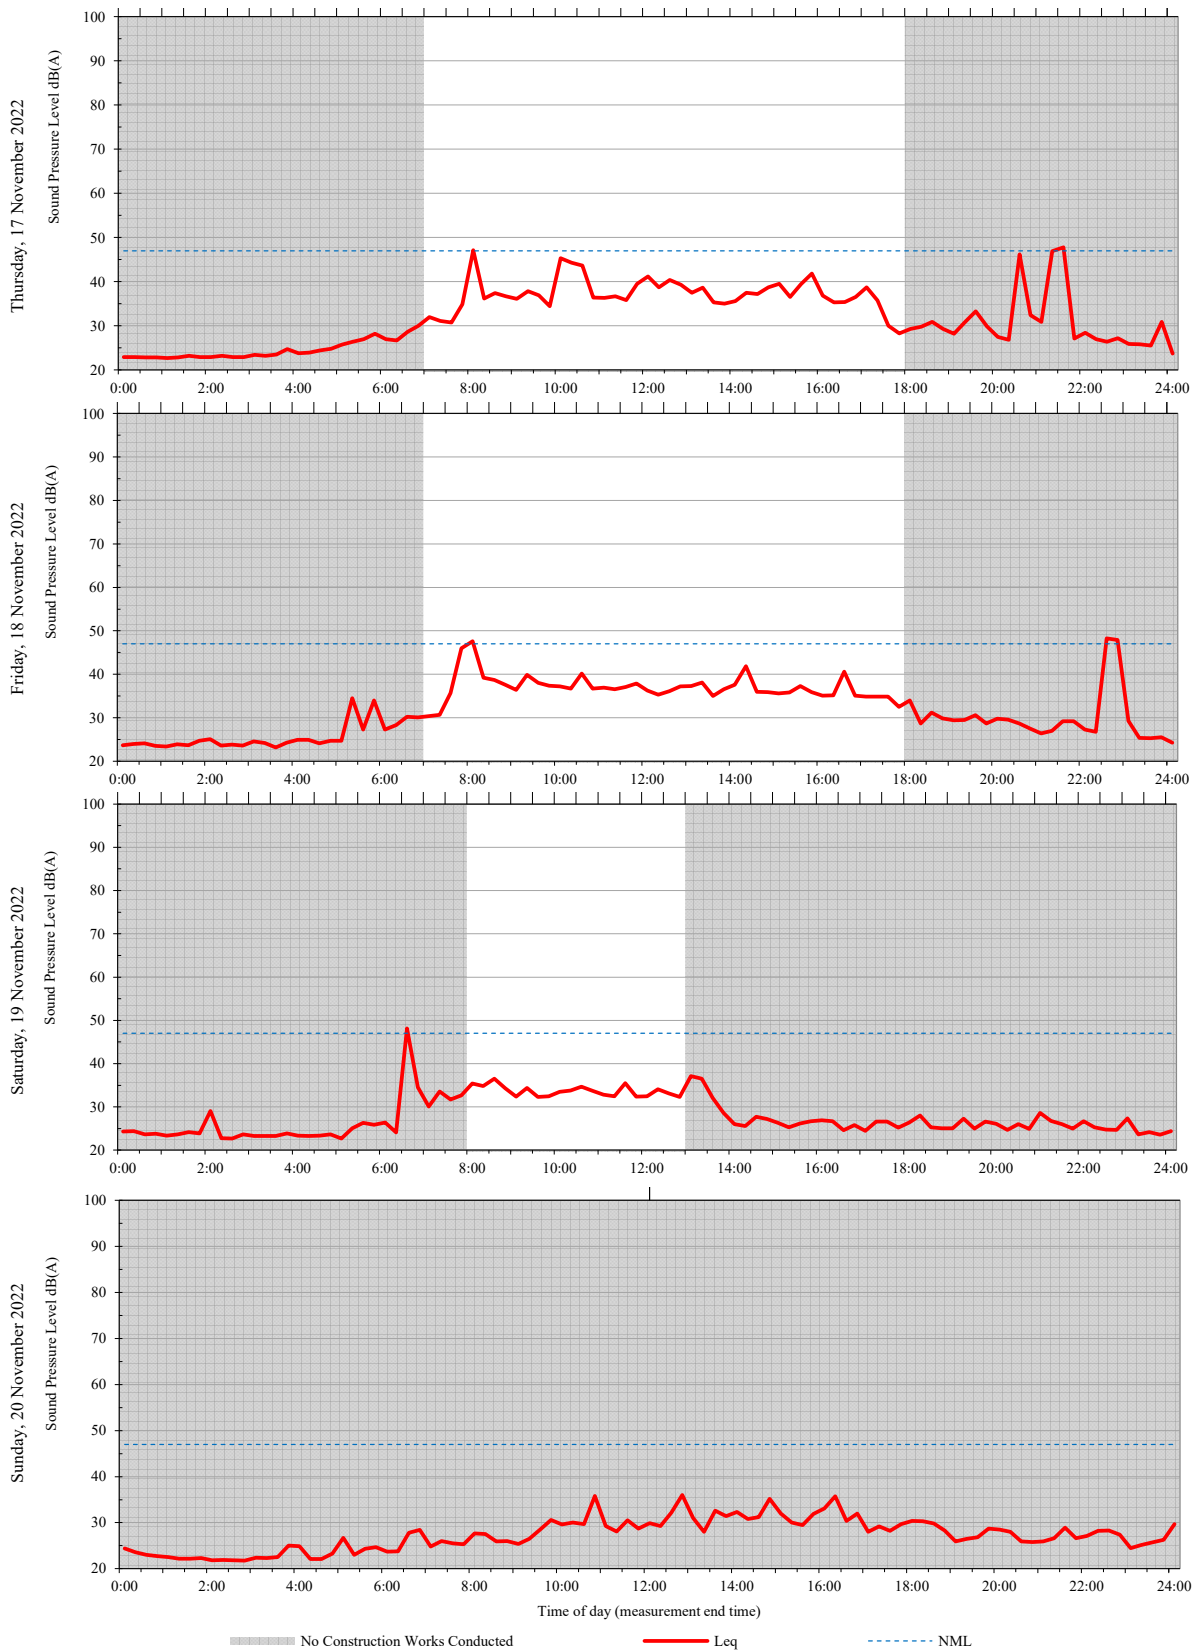 Thursday, 17 November 2022
Sound Pressure Level dB(A)
100
90
80
70
60
50
40
30
20
0:00 2:00 4:00 6:00 8:00 10:00 12:00 14:00 16:00 18:00 20:00 22:00 24:00
Friday, 18 November 2022
Sound Pressure Level dB(A)
100
90
80
70
60
50
40
30
20
0:00 2:00 4:00 6:00 8:00 10:00 12:00 14:00 16:00 18:00 20:00 22:00 24:00
Saturday, 19 November 2022
Sound Pressure Level dB(A)
100
90
80
70
60
50
40
30
20
0:00 2:00 4:00 6:00 8:00 10:00 12:00 14:00 16:00 18:00 20:00 22:00 24:00
Sunday, 20 November 2022
Sound Pressure Level dB(A)
100
90
80
70
60
50
40
30
20
0:00 2:00 4:00 6:00 8:00 10:00 12:00 14:00 16:00 18:00 20:00 22:00 24:00
Time of day (measurement end time)
No Construction Works Conducted Leq NML